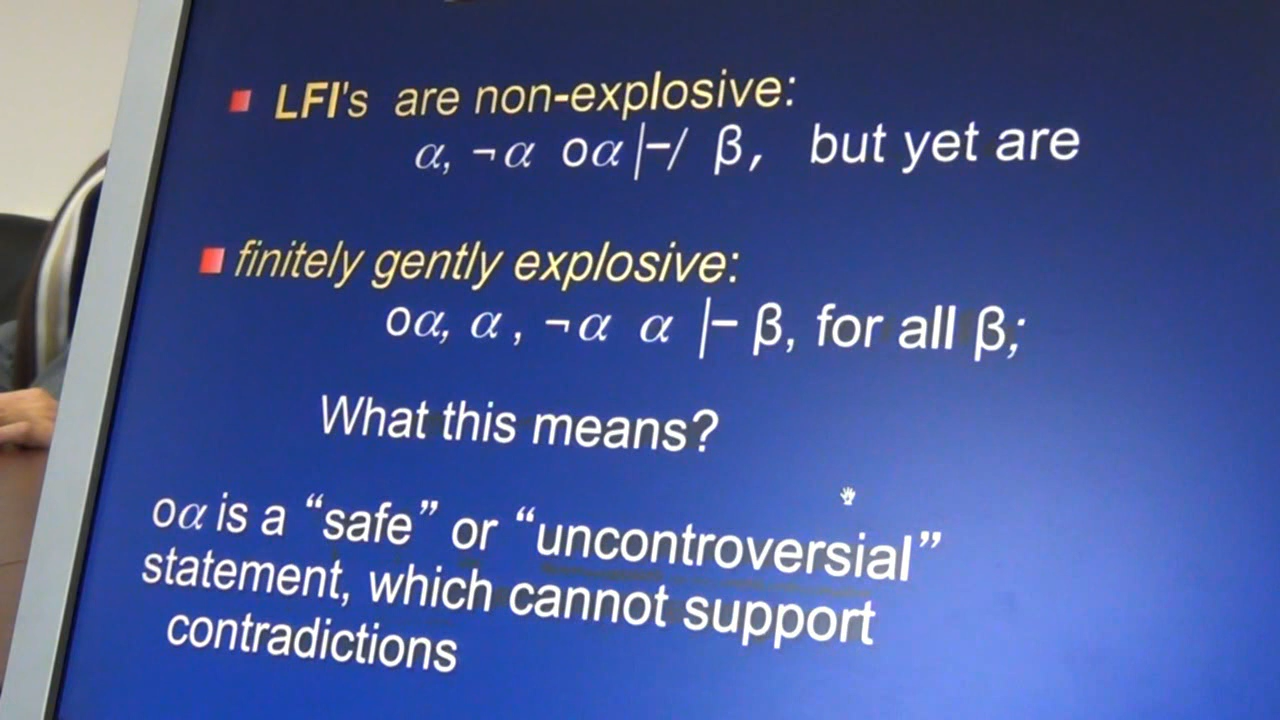 LFI's are non-explosive:
α, ¬α oα |-/ β, but yet are
finitely gently explosive:
oα, α , ¬α α |- β, for all β;
What this means?
oα is a “safe” or “uncontroversial”
statement, which cannot support
contradictions